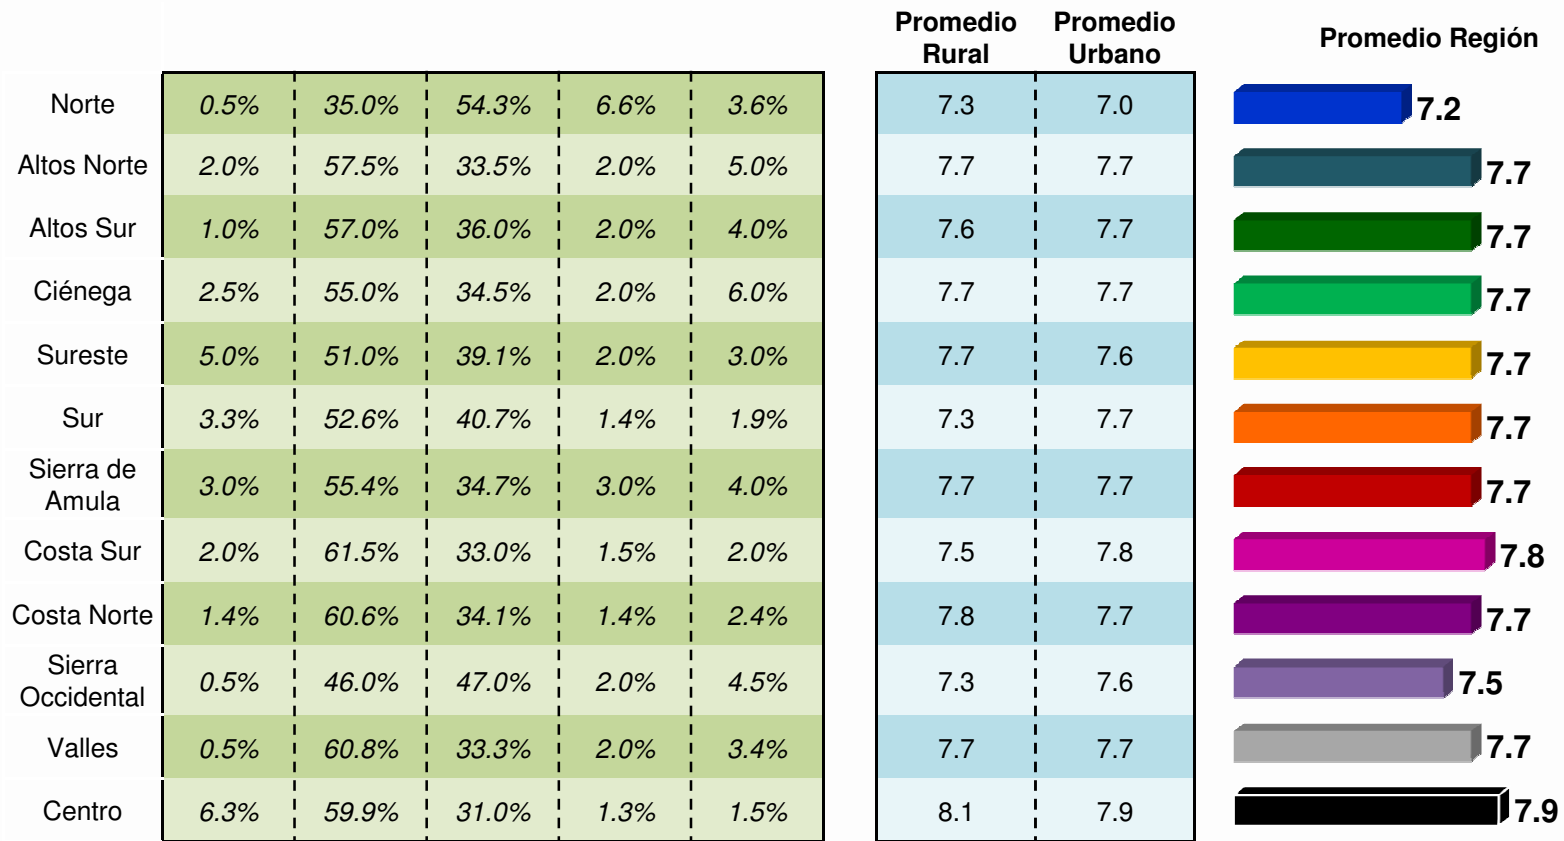 Promedio Rural Promedio Urbano Promedio Región
Norte 0.5% 35.0% 54.3% 6.6% 3.6% 7.3 7.0 7.2
Altos Norte 2.0% 57.5% 33.5% 2.0% 5.0% 7.7 7.7 7.7
Altos Sur 1.0% 57.0% 36.0% 2.0% 4.0% 7.6 7.7 7.7
Ciénega 2.5% 55.0% 34.5% 2.0% 6.0% 7.7 7.7 7.7
Sureste 5.0% 51.0% 39.1% 2.0% 3.0% 7.7 7.6 7.7
Sur 3.3% 52.6% 40.7% 1.4% 1.9% 7.3 7.7 7.7
Sierra de Amula 3.0% 55.4% 34.7% 3.0% 4.0% 7.7 7.7 7.7
Costa Sur 2.0% 61.5% 33.0% 1.5% 2.0% 7.5 7.8 7.8
Costa Norte 1.4% 60.6% 34.1% 1.4% 2.4% 7.8 7.7 7.7
Sierra Occidental 0.5% 46.0% 47.0% 2.0% 4.5% 7.3 7.6 7.5
Valles 0.5% 60.8% 33.3% 2.0% 3.4% 7.7 7.7 7.7
Centro 6.3% 59.9% 31.0% 1.3% 1.5% 8.1 7.9 7.9